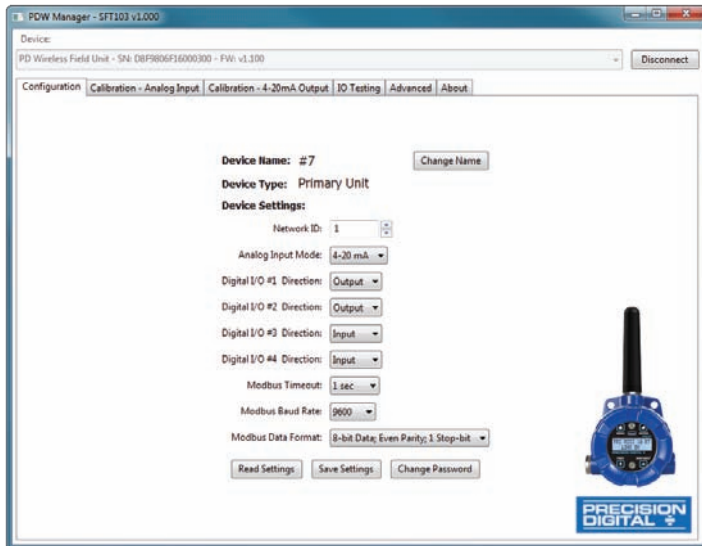 PDW Manager - SFT103 v1.000
Device:
PD Wireless Field Unit - SN: D8F9806F16000300 - FW: v1.100
Disconnect
Configuration Calibration - Analog Input Calibration - 4-20mA Output IO Testing Advanced About
Device Name: #7 Change Name
Device Type: Primary Unit
Device Settings:
Network ID: 1
Analog Input Mode: 4-20 mA
Digital I/O #1 Direction: Output
Digital I/O #2 Direction: Output
Digital I/O #3 Direction: Input
Digital I/O #4 Direction: Input
Modbus Timeout: 1 sec
Modbus Baud Rate: 9600
Modbus Data Format: 8-bit Data; Even Parity; 1 Stop-bit
Read Settings Save Settings Change Password
PRECISION
DIGITAL